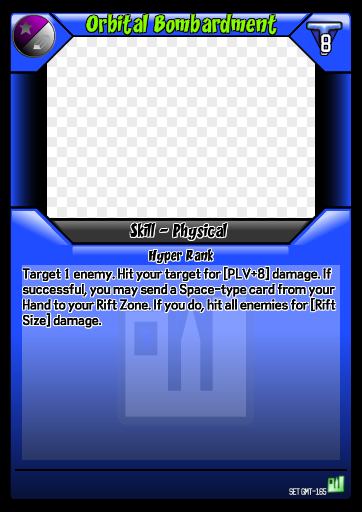 Orbital Bombardment
8
Skill - Physical
Hyper Rank
Target 1 enemy. Hit your target for [PLV+8] damage. If
successful, you may send a Space-type card from your
Hand to your Rift Zone. If you do, hit all enemies for [Rift
Size] damage.
SET GMT-165